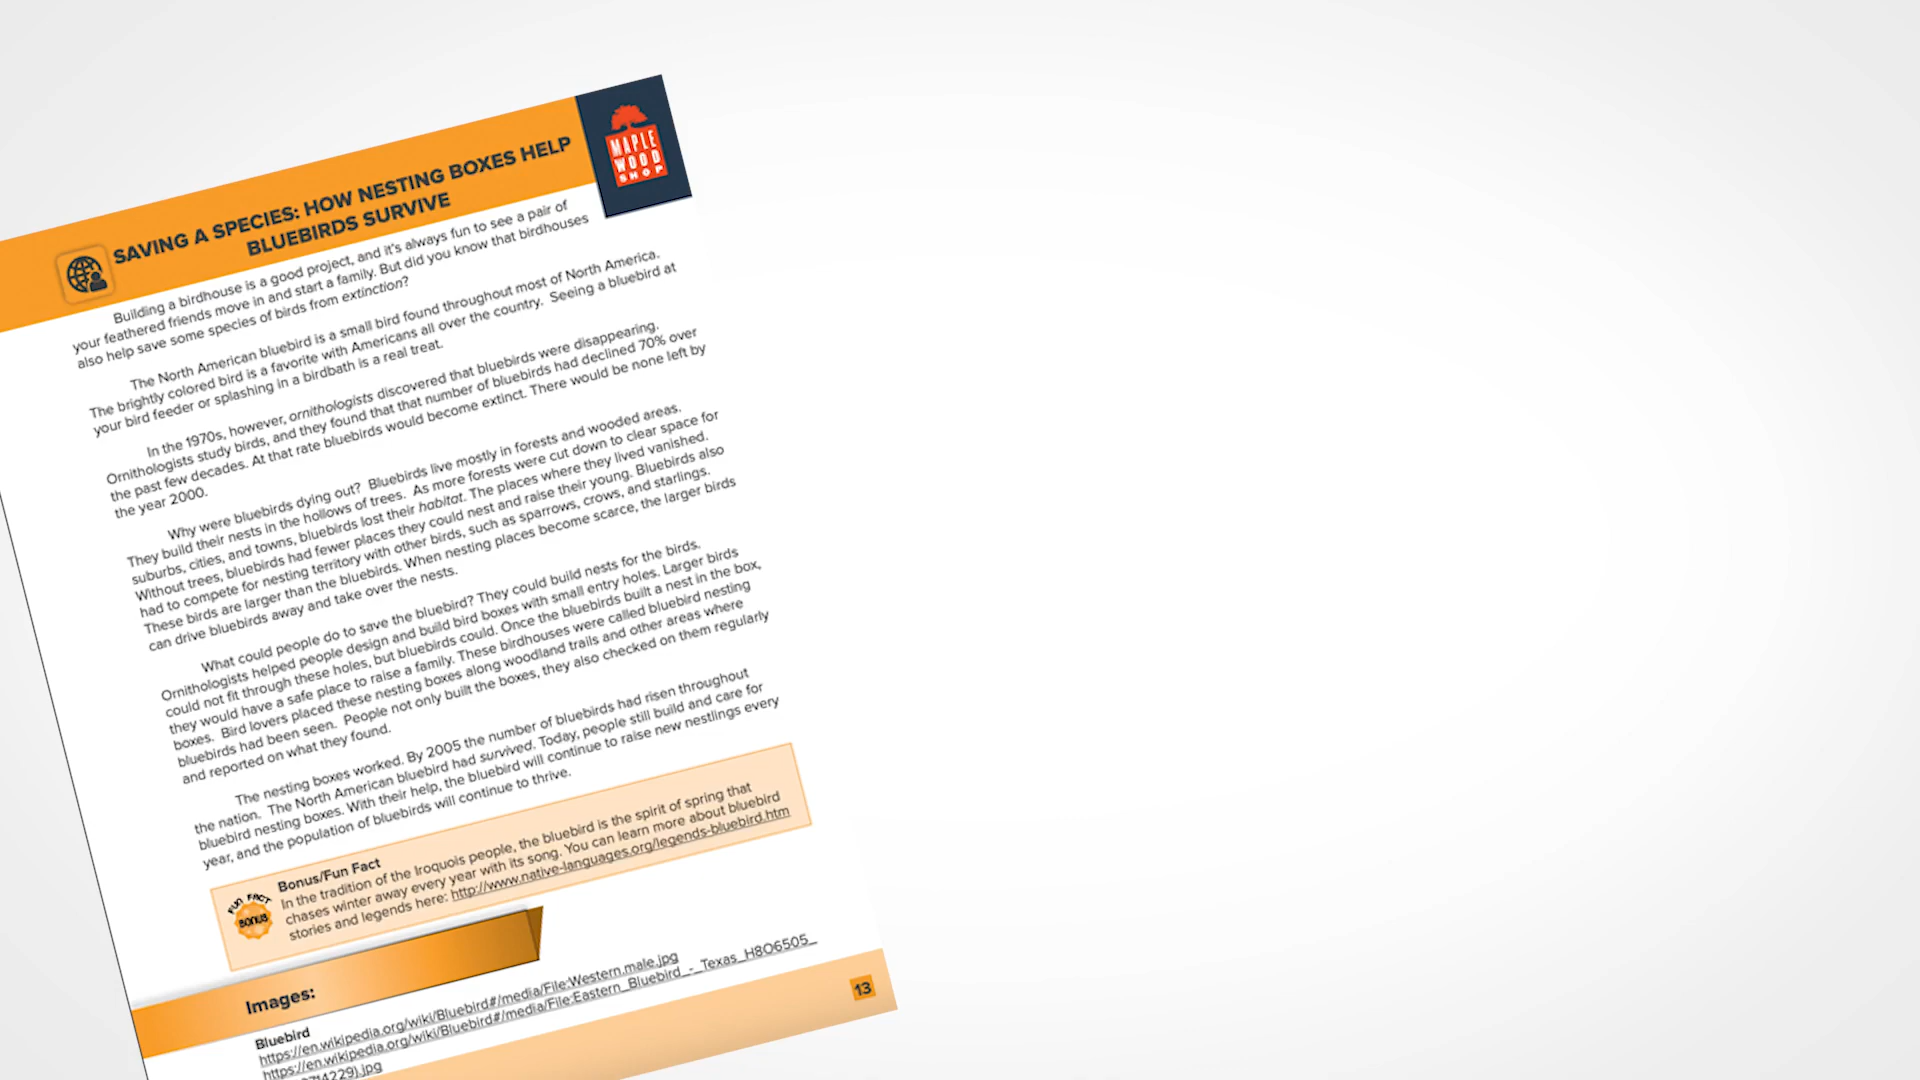 MAPLE
WOOD
SHOP
SAVING A SPECIES: HOW NESTING BOXES HELP
BLUEBIRDS SURVIVE
Building a birdhouse is a good project, and it's always fun to see a pair of
your feathered friends move in and start a family. But did you know that birdhouses
also help save some species of birds from extinction?
The North American bluebird is a small bird found throughout most of North America.
The brightly colored bird is a favorite with Americans all over the country. Seeing a bluebird at
your bird feeder or splashing in a birdbath is a real treat.
In the 1970s, however, ornithologists discovered that bluebirds were disappearing.
Ornithologists study birds, and they found that that number of bluebirds had declined 70% over
the past few decades. At that rate bluebirds would become extinct. There would be none left by
the year 2000.
Why were bluebirds dying out? Bluebirds live mostly in forests and wooded areas.
They build their nests in the hollows of trees. As more forests were cut down to clear space for
suburbs, cities, and towns, bluebirds lost their habitat. The places where they lived vanished.
Without trees, bluebirds had fewer places they could nest and raise their young. Bluebirds also
had to compete for nesting territory with other birds, such as sparrows, crows, and starlings.
These birds are larger than the bluebirds. When nesting places become scarce, the larger birds
can drive bluebirds away and take over the nests.
What could people do to save the bluebird? They could build nests for the birds.
Ornithologists helped people design and build bird boxes with small entry holes. Larger birds
could not fit through these holes, but bluebirds could. Once the bluebirds built a nest in the box,
they would have a safe place to raise a family. These birdhouses were called bluebird nesting
boxes. Bird lovers placed these nesting boxes along woodland trails and other areas where
bluebirds had been seen. People not only built the boxes, they also checked on them regularly
and reported on what they found.
The nesting boxes worked. By 2005 the number of bluebirds had risen throughout
the nation. The North American bluebird had survived. Today, people still build and care for
bluebird nesting boxes. With their help, the bluebird will continue to raise new nestlings every
year, and the population of bluebirds will continue to thrive.
FUN FACT
BONUS
Bonus/Fun Fact
In the tradition of the Iroquois people, the bluebird is the spirit of spring that
chases winter away every year with its song. You can learn more about bluebird
stories and legends here: http://www.native-languages.org/legends-bluebird.htm
Images:
Bluebird
https://en.wikipedia.org/wiki/Bluebird#/media/File:Western.male.jpg
https://en.wikipedia.org/wiki/Bluebird#/media/File:Eastern_Bluebird_-_Texas_H8O6505_
13